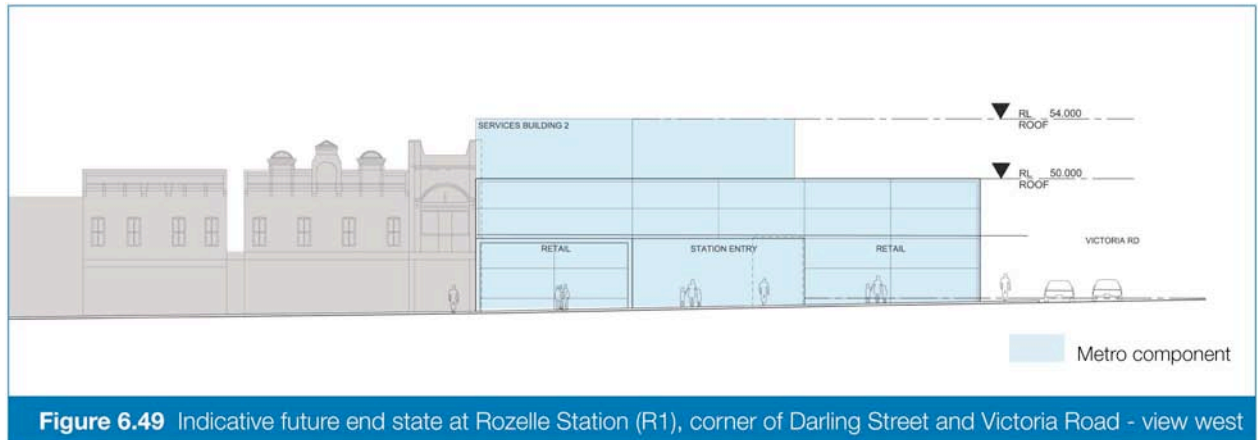 RL 54.000
ROOF
SERVICES BUILDING 2
RL 50.000
ROOF
RETAIL
STATION ENTRY
RETAIL
VICTORIA RD
Metro component
Figure 6.49 Indicative future end state at Rozelle Station (R1), corner of Darling Street and Victoria Road - view west